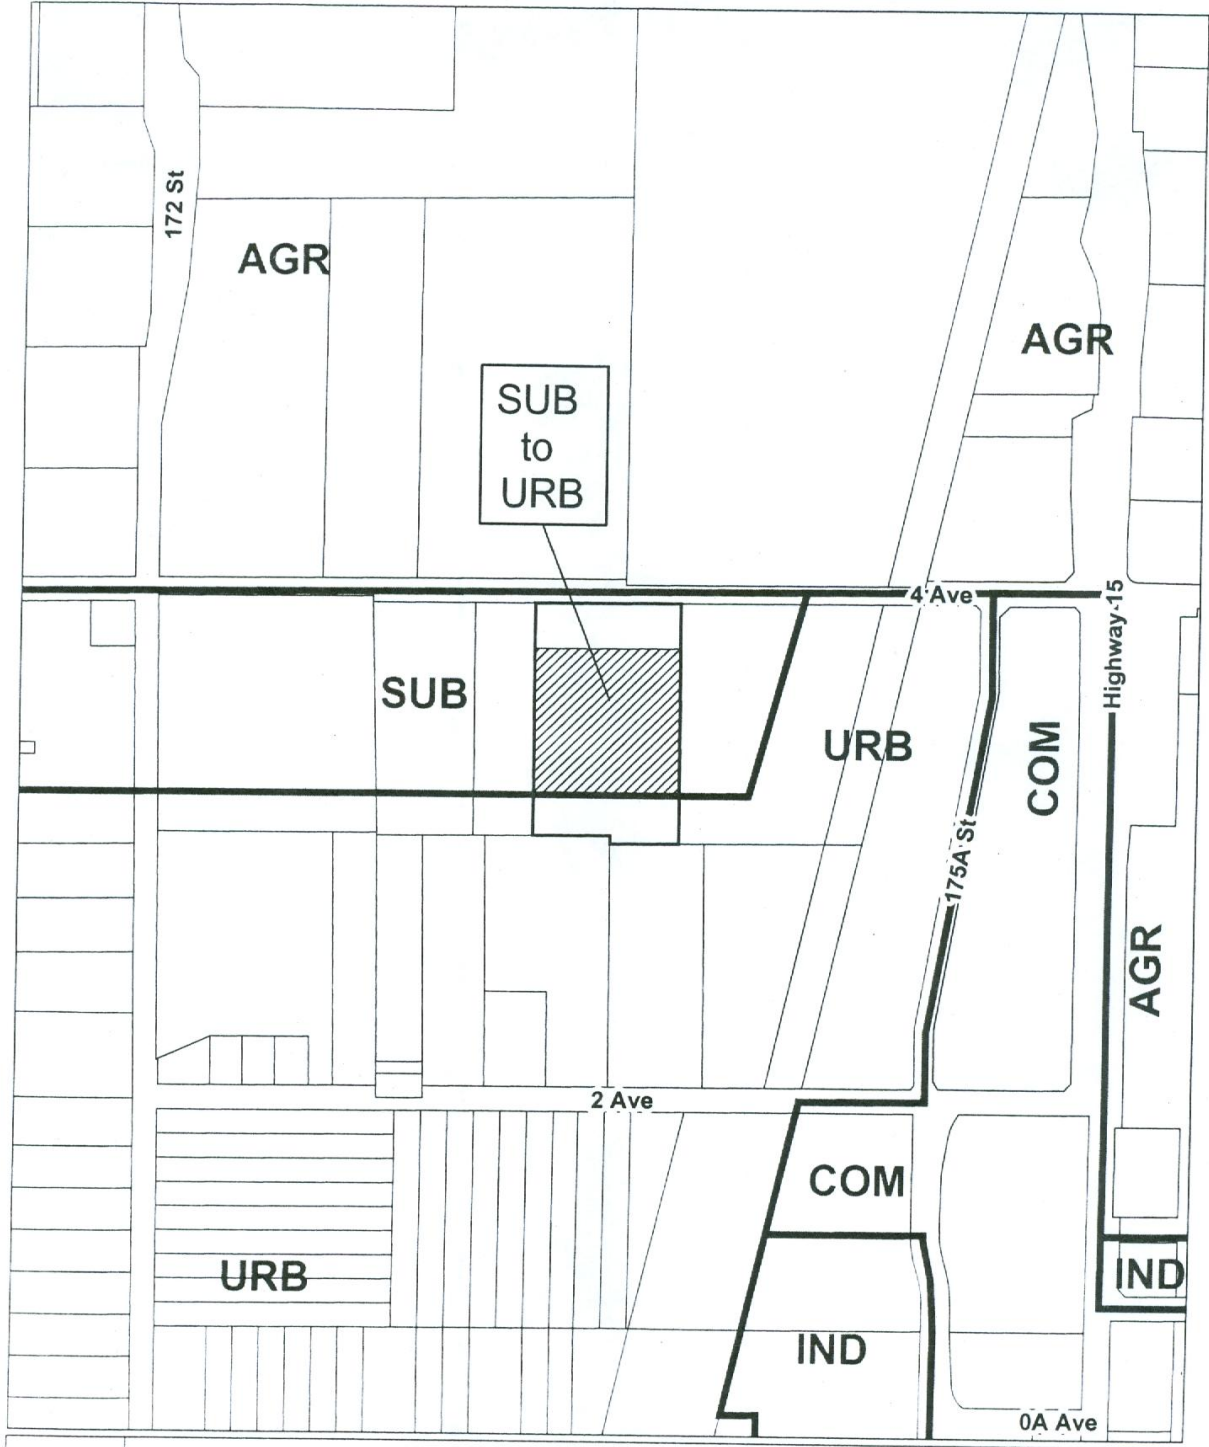 172 St
AGR
AGR
SUB
to
URB
4 Ave
Highway 15
SUB
URB
COM
175A St
AGR
2 Ave
COM
URB
IND
IND
0A Ave